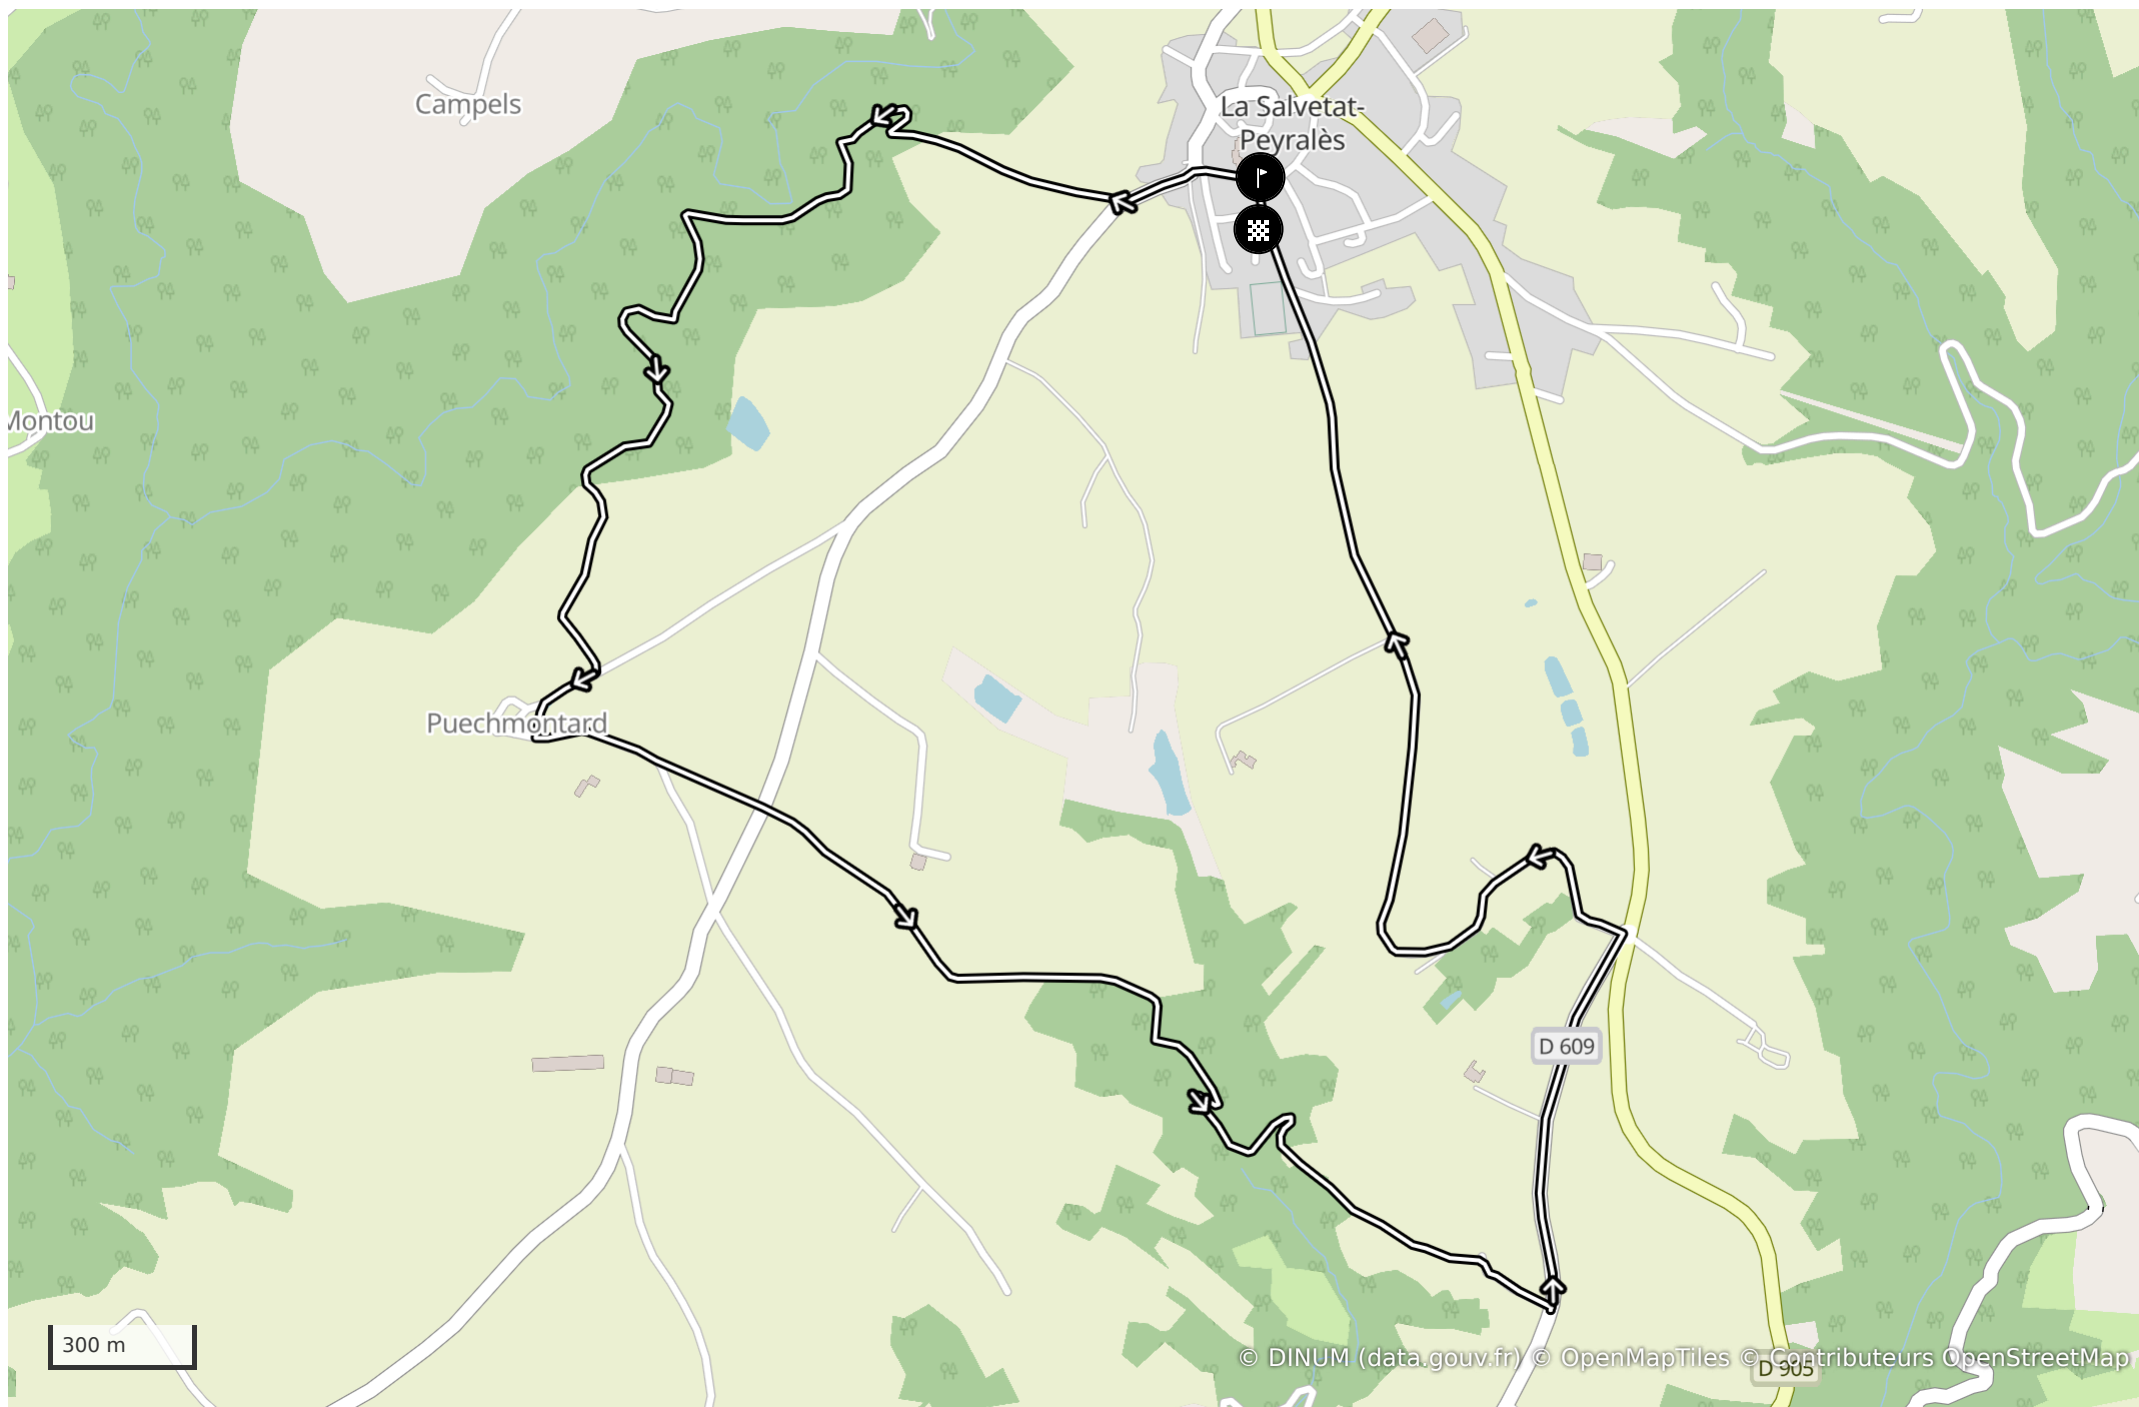 Campels
La Salvetat-
Peyralès
Montou
Puechmontard
D 609
300 m
© DINUM (data.gouv.fr) © OpenMapTiles © Contributeurs OpenStreetMap
D 905